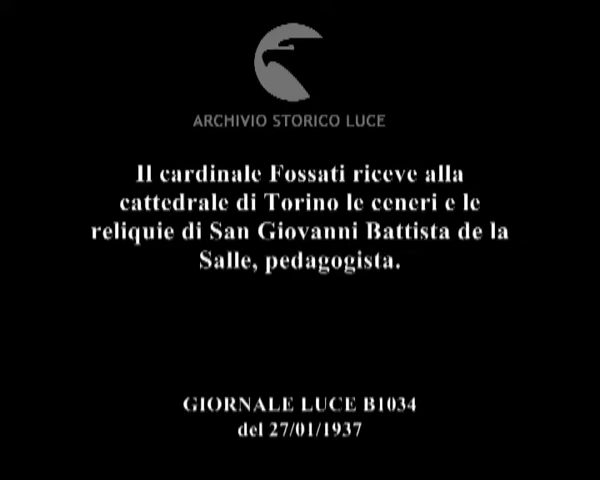 ARCHIVIO STORICO LUCE
Il cardinale Fossati riceve alla
cattedrale di Torino le ceneri e le
reliquie di San Giovanni Battista de la
Salle, pedagogista.
GIORNALE LUCE B1034
del 27/01/1937